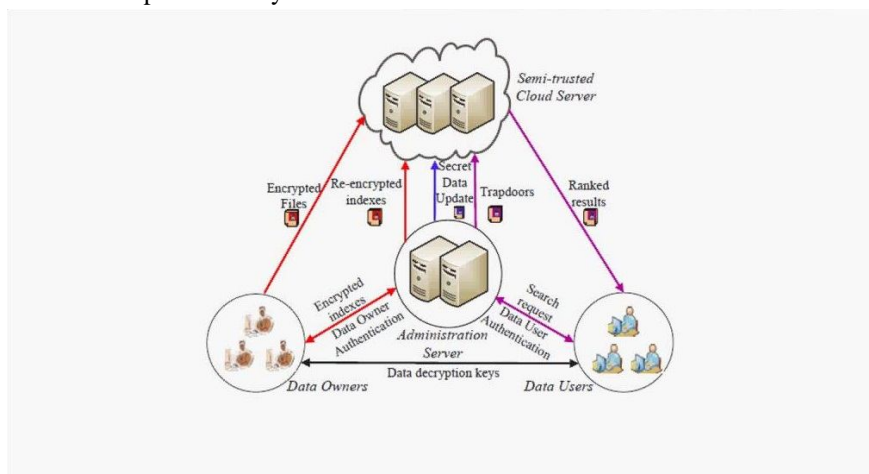 Semi-trusted
Cloud Server
Encrypted
Files
Re-encrypted
indexes
Secret
Data
Update
Trapdoors
Ranked
results
Encrypted
indexes
Data Owner
Authentication
Search
request
Data User
Authentication
Administration
Server
Data decryption keys
Data Owners
Data Users